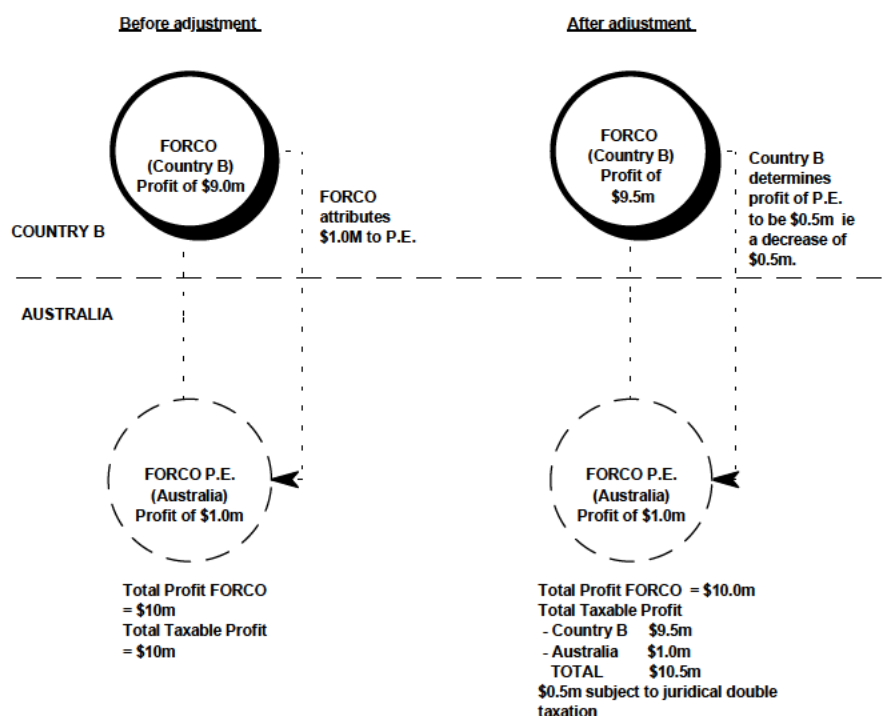 Before adjustment
FORCO
(Country B)
Profit of $9.0m
FORCO
attributes
$1.0M to P.E.
COUNTRY B
AUSTRALIA
FORCO P.E.
(Australia)
Profit of $1.0m
Total Profit FORCO
= $10m
Total Taxable Profit
= $10m
After adjustment
FORCO
(Country B)
Profit of
$9.5m
Country B
determines
profit of P.E.
to be $0.5m ie
a decrease of
$0.5m.
FORCO P.E.
(Australia)
Profit of $1.0m
Total Profit FORCO = $10.0m
Total Taxable Profit
- Country B $9.5m
- Australia $1.0m
TOTAL $10.5m
$0.5m subject to juridical double
taxation